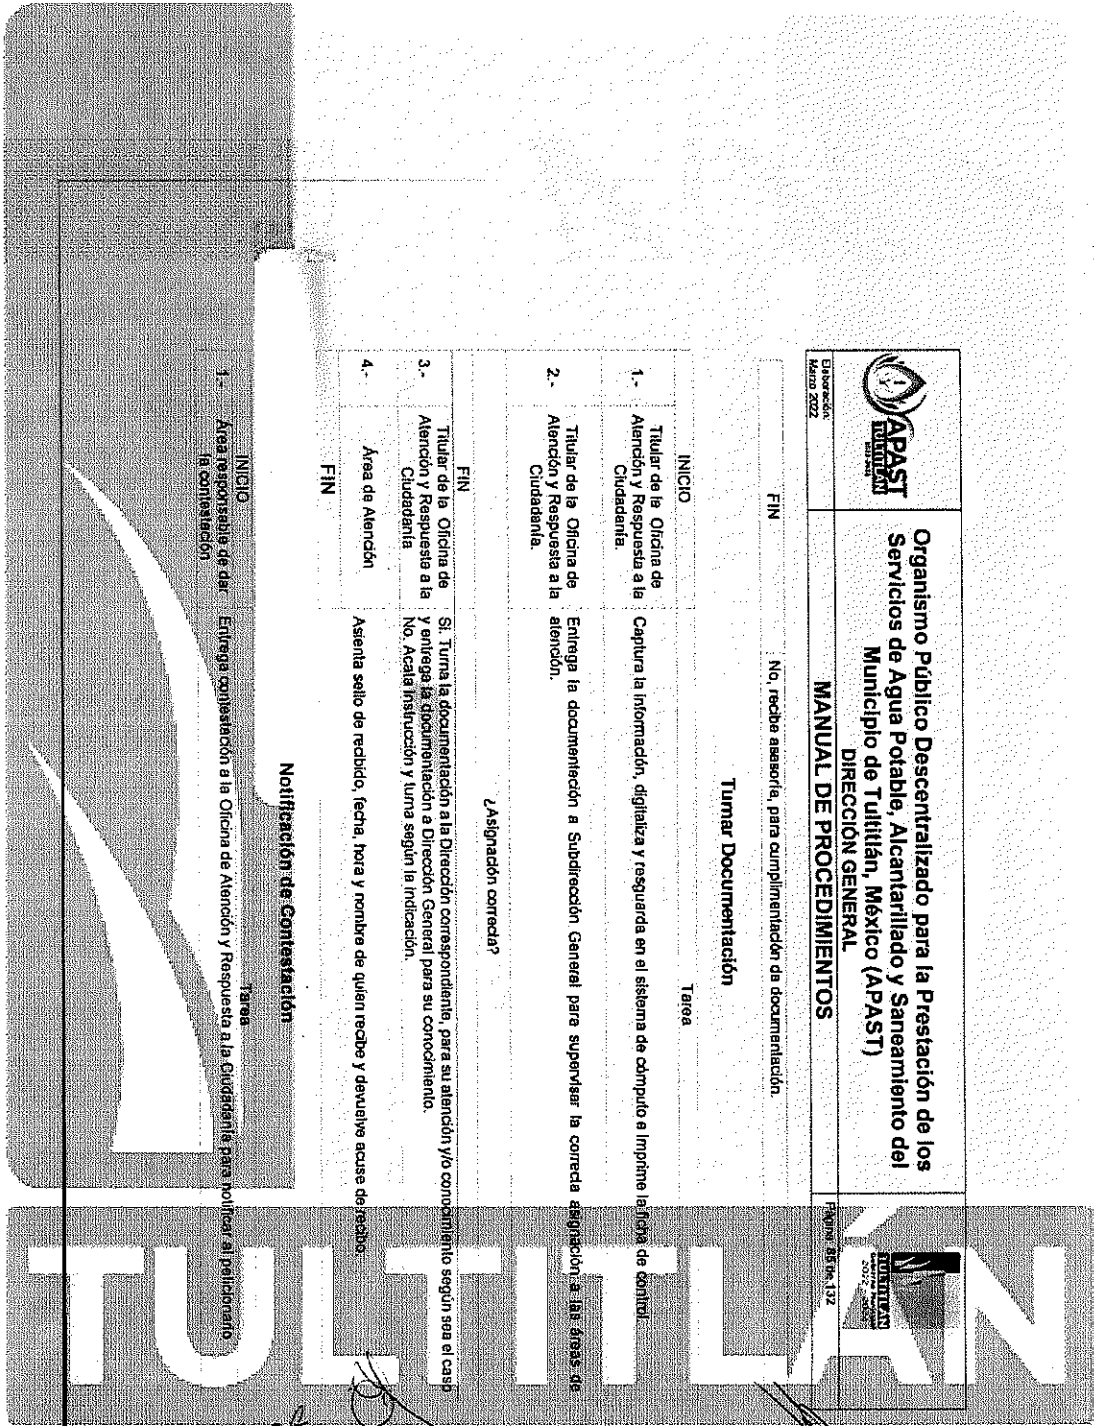 APAST
TULTITLÁN
Organismo Público Descentralizado para la Prestación de los
Servicios de Agua Potable, Alcantarillado y Saneamiento del
Municipio de Tultitlán, México (APAST)
DIRECCIÓN GENERAL
TULTITLÁN
Elaboración:
Marzo 2022
MANUAL DE PROCEDIMIENTOS
Página 85 de 132
FIN
No, recibe asesoría, para cumplimentación de documentación.
Turnar Documentación
INICIO
Tarea
1.-
Titular de la Oficina de
Atención y Respuesta a la
Ciudadanía.
Captura la información, digitaliza y resguarda en el sistema de cómputo e imprime la ficha de control
2.-
Titular de la Oficina de
Atención y Respuesta a la
Ciudadanía.
Entrega la documentación a Subdirección General para supervisar la correcta asignación a las áreas de
atención.
¿Asignación correcta?
FIN
3.-
Titular de la Oficina de
Atención y Respuesta a la
Ciudadanía
Si. Turna la documentación a la Dirección correspondiente, para su atención y/o conocimiento según sea el caso
y entrega la documentación a Dirección General para su conocimiento.
No. Acata instrucción y turna según la indicación.
4.-
Área de Atención
Asienta sello de recibido, fecha, hora y nombre de quien recibe y devuelve acuse de recibo.
FIN
Notificación de Contestación
INICIO
Tarea
1.-
Área responsable de dar
la contestación
Entrega contestación a la Oficina de Atención y Respuesta a la Ciudadanía para notificar al peticionario
TULTITLÁN